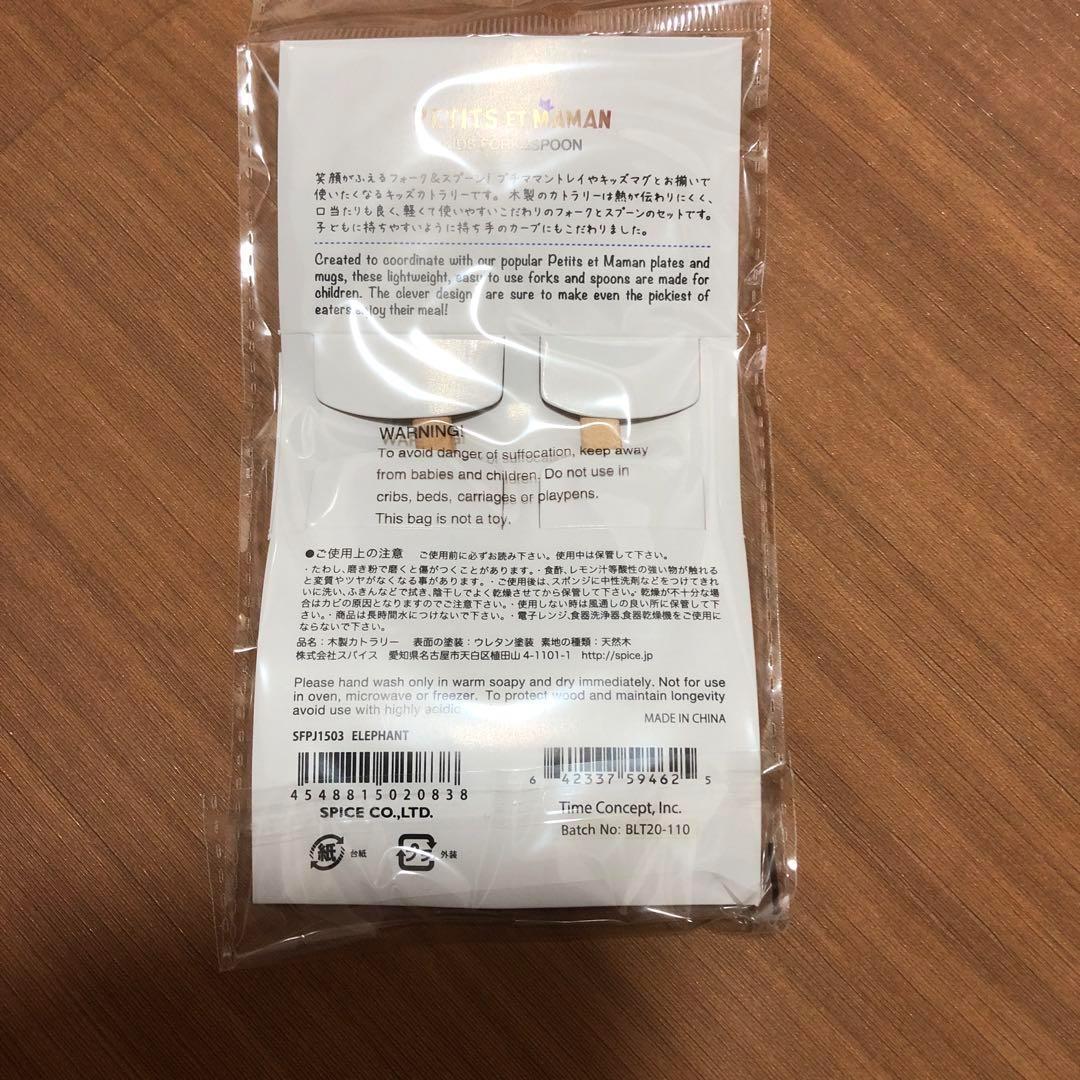 PETITS ET MAMAN
KIDS FORK&SPOON
笑顔がふえるフォーク&スプーン! プチママントレイやキッズマグとお揃いで
使いたくなるキッズカトラリーです。木製のカトラリーは熱が伝わりにくく、
口当たりも良く、軽くて使いやすいこだわりのフォークとスプーンのセットです。
子どもに持ちやすいように持ち手のカーブにもこだわりました。
Created to coordinate with our popular Petits et Maman plates and
mugs, these lightweight, easy to use forks and spoons are made for
children. The clever designs are sure to make even the pickiest of
eaters enjoy their meal!
WARNING!
To avoid danger of suffocation, keep away
from babies and children. Do not use in
cribs, beds, carriages or playpens.
This bag is not a toy.
●ご使用上の注意 ご使用前に必ずお読み下さい。使用中は保管して下さい。
・たわし、磨き粉で磨くと傷がつくことがあります。・食酢、レモン汁等酸性の強い物が触れる
と変質やツヤがなくなる事があります。・ご使用後は、スポンジに中性洗剤などをつけてきれ
いに洗い、ふきんなどで拭き、陰干しでよく乾燥させてから保管して下さい。乾燥が不十分な場
合はカビの原因となりますのでご注意下さい。・使用しない時は風通しの良い所に保管して下
さい。・商品は長時間水につけないで下さい。・電子レンジ、食器洗浄器、食器乾燥機をご使用に
ならないで下さい。
品名：木製カトラリー 表面の塗装：ウレタン塗装 素地の種類：天然木
株式会社スパイス 愛知県名古屋市天白区植田山4-1101-1 http://spice.jp
Please hand wash only in warm soapy and dry immediately. Not for use
in oven, microwave or freezer. To protect wood and maintain longevity
avoid use with highly acidic
MADE IN CHINA
SFPJ1503 ELEPHANT
4548815020838
SPICE CO.,LTD.
6 42337 59462 5
Time Concept, Inc.
Batch No: BLT20-110
紙 台紙
プラ 外装